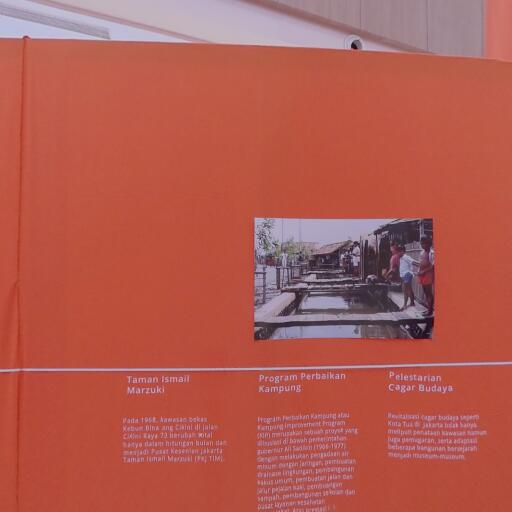 Taman Ismail
Marzuki
Pada 1968, kawasan bekas
Kebun Binatang Cikini di Jalan
Cikini Raya 73 berubah total
hanya dalam hitungan bulan dan
menjadi Pusat Kesenian Jakarta
Taman Ismail Marzuki (PKJ TIM).
Program Perbaikan
Kampung
Program Perbaikan Kampung atau
Kampung Improvement Program
(KIP) merupakan sebuah proyek yang
diinisiasi di bawah pemerintahan
gubernur Ali Sadikin (1966-1977)
dengan melakukan pengadaan air
minum dengan jaringan, pembuatan
drainase lingkungan, pembangunan
kakus umum, pembuatan jalan dan
jalur pejalan kaki, pembuangan
sampah, pembangunan sekolah dan
pusat layanan kesehatan
Pelestarian
Cagar Budaya
Revitalisasi cagar budaya seperti
Kota Tua di Jakarta tidak hanya
meliputi penataan kawasan namun
juga pemugaran, serta adaptasi
beberapa bangunan bersejarah
menjadi museum-museum.